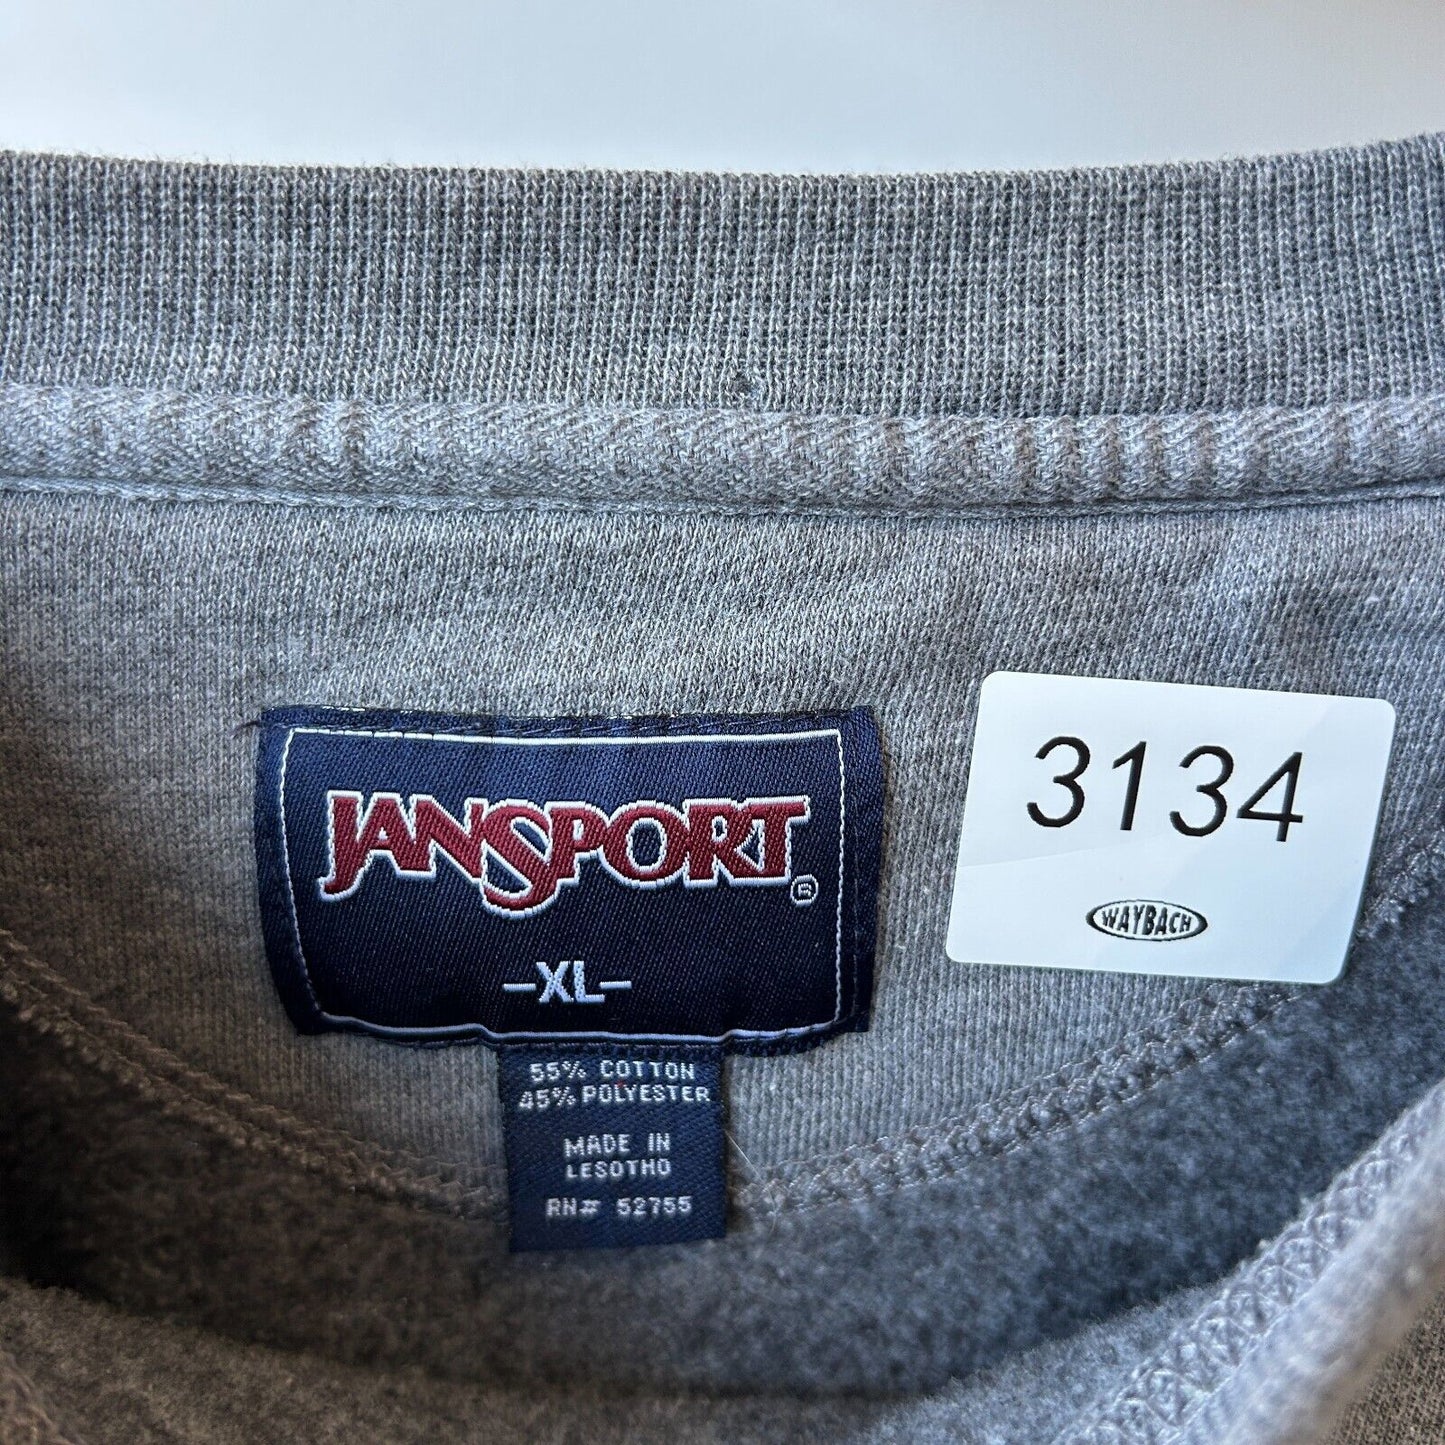 JANSPORT®
-XL-
55% COTTON
45% POLYESTER
MADE IN
LESOTHO
RN# 52755
3134
WAYBACH